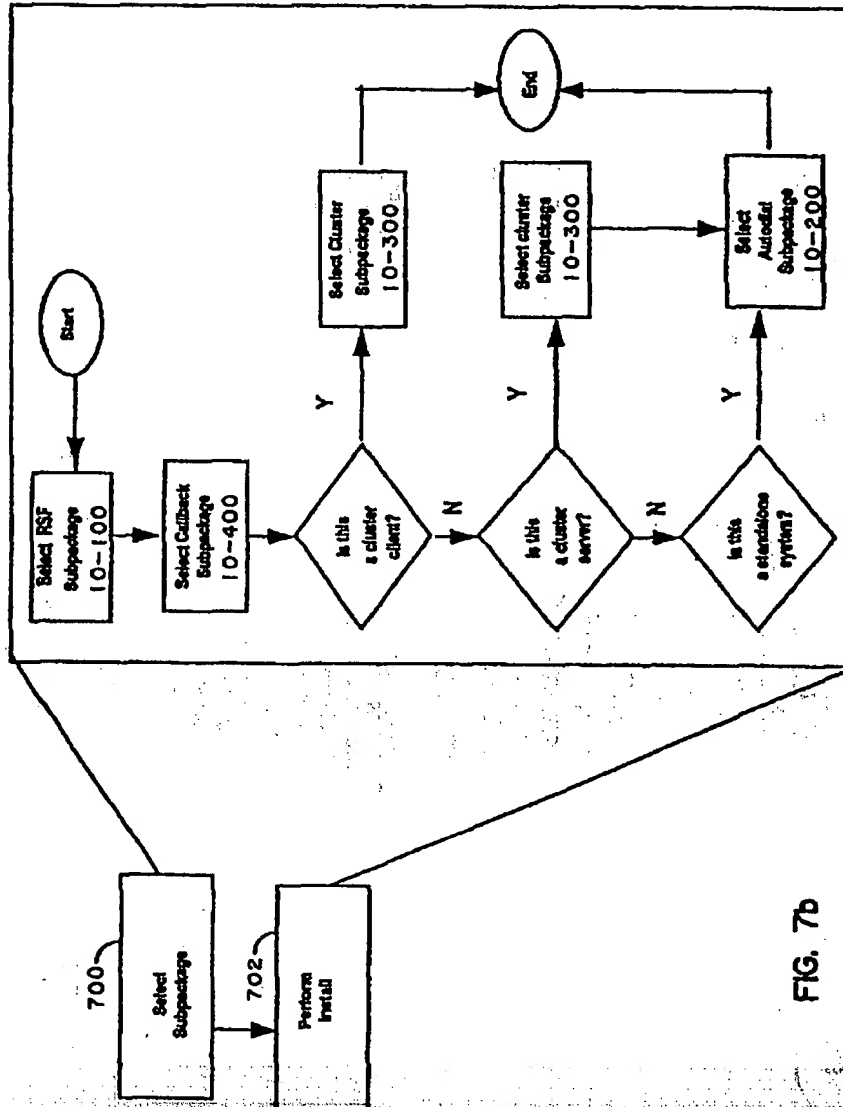 700
Select
Subpackage
702
Perform
Install
Start
Select RSF
Subpackage
10-100
Select Callback
Subpackage
10-400
Is this
a cluster
client?
Y
Select Cluster
Subpackage
10-300
N
Is this
a cluster
server?
Y
Select cluster
Subpackage
10-300
N
Is this
a standalone
system?
Y
Select
Autodial
Subpackage
10-200
End
FIG. 7b